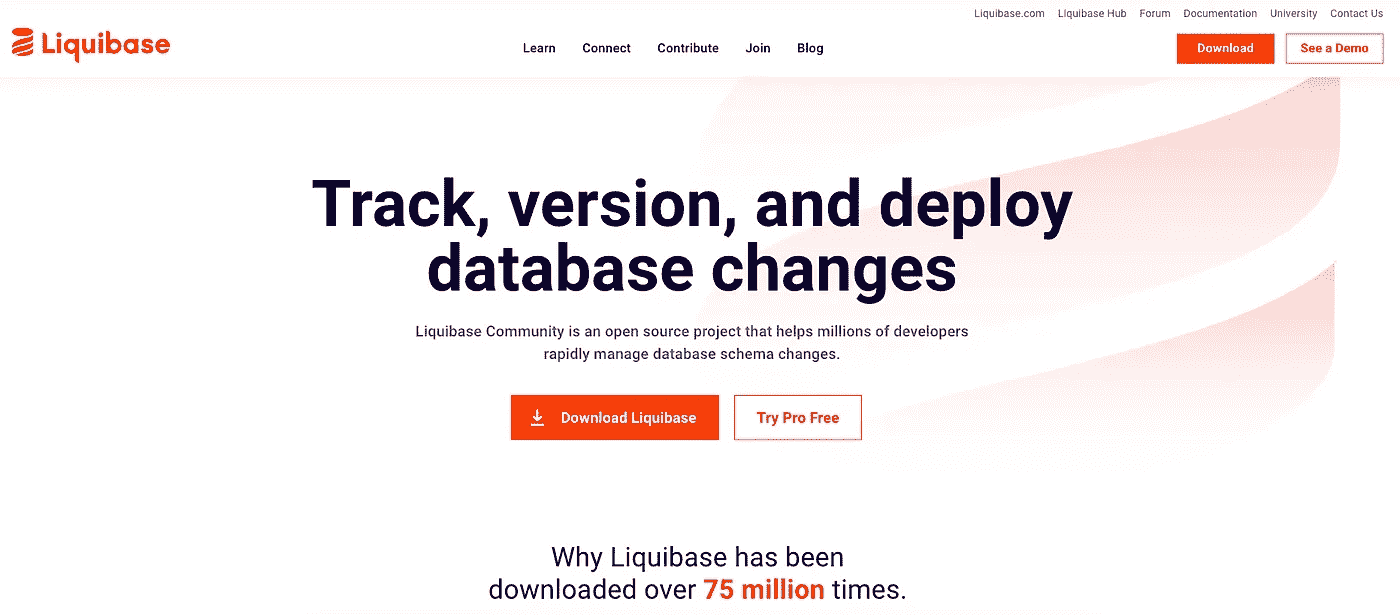 Liquibase.com LIquibase Hub Forum Documentation University Contact Us
Liquibase
Learn Connect Contribute Join Blog
Download See a Demo
Track, version, and deploy
database changes
Liquibase Community is an open source project that helps millions of developers
rapidly manage database schema changes.
Download Liquibase Try Pro Free
Why Liquibase has been
downloaded over 75 million times.